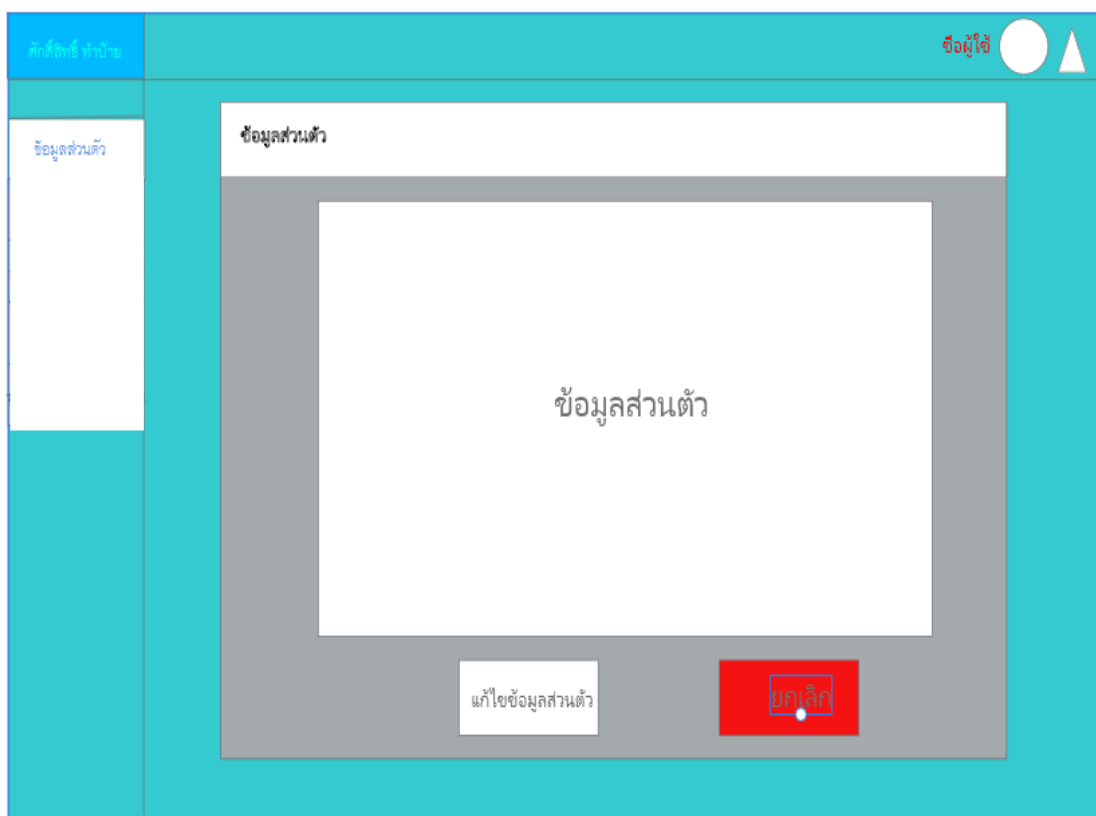 ศักดิ์สิทธิ์ ทำป้าย
ชื่อผู้ใช้
ข้อมูลส่วนตัว
ข้อมูลส่วนตัว
ข้อมูลส่วนตัว
แก้ไขข้อมูลส่วนตัว
ยกเลิก